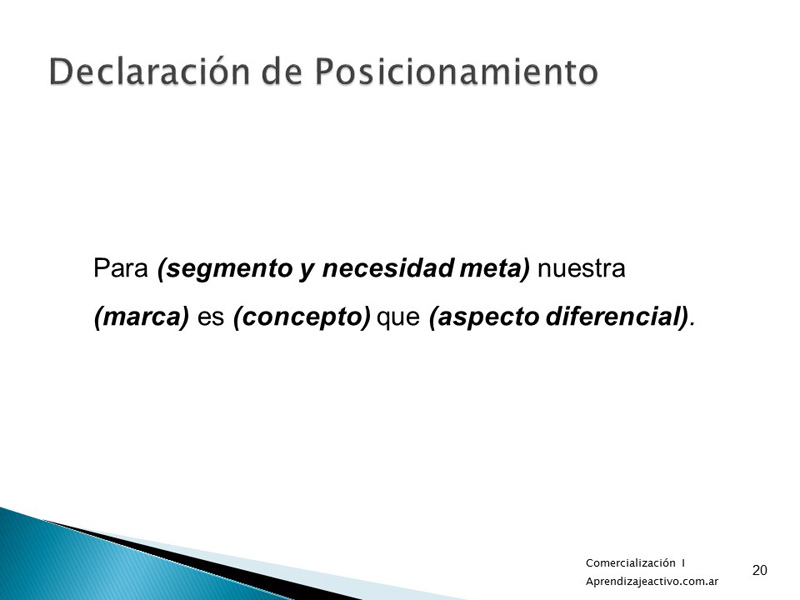 Declaración de Posicionamiento
Para (segmento y necesidad meta) nuestra
(marca) es (concepto) que (aspecto diferencial).
Comercialización I
Aprendizajeactivo.com.ar
20